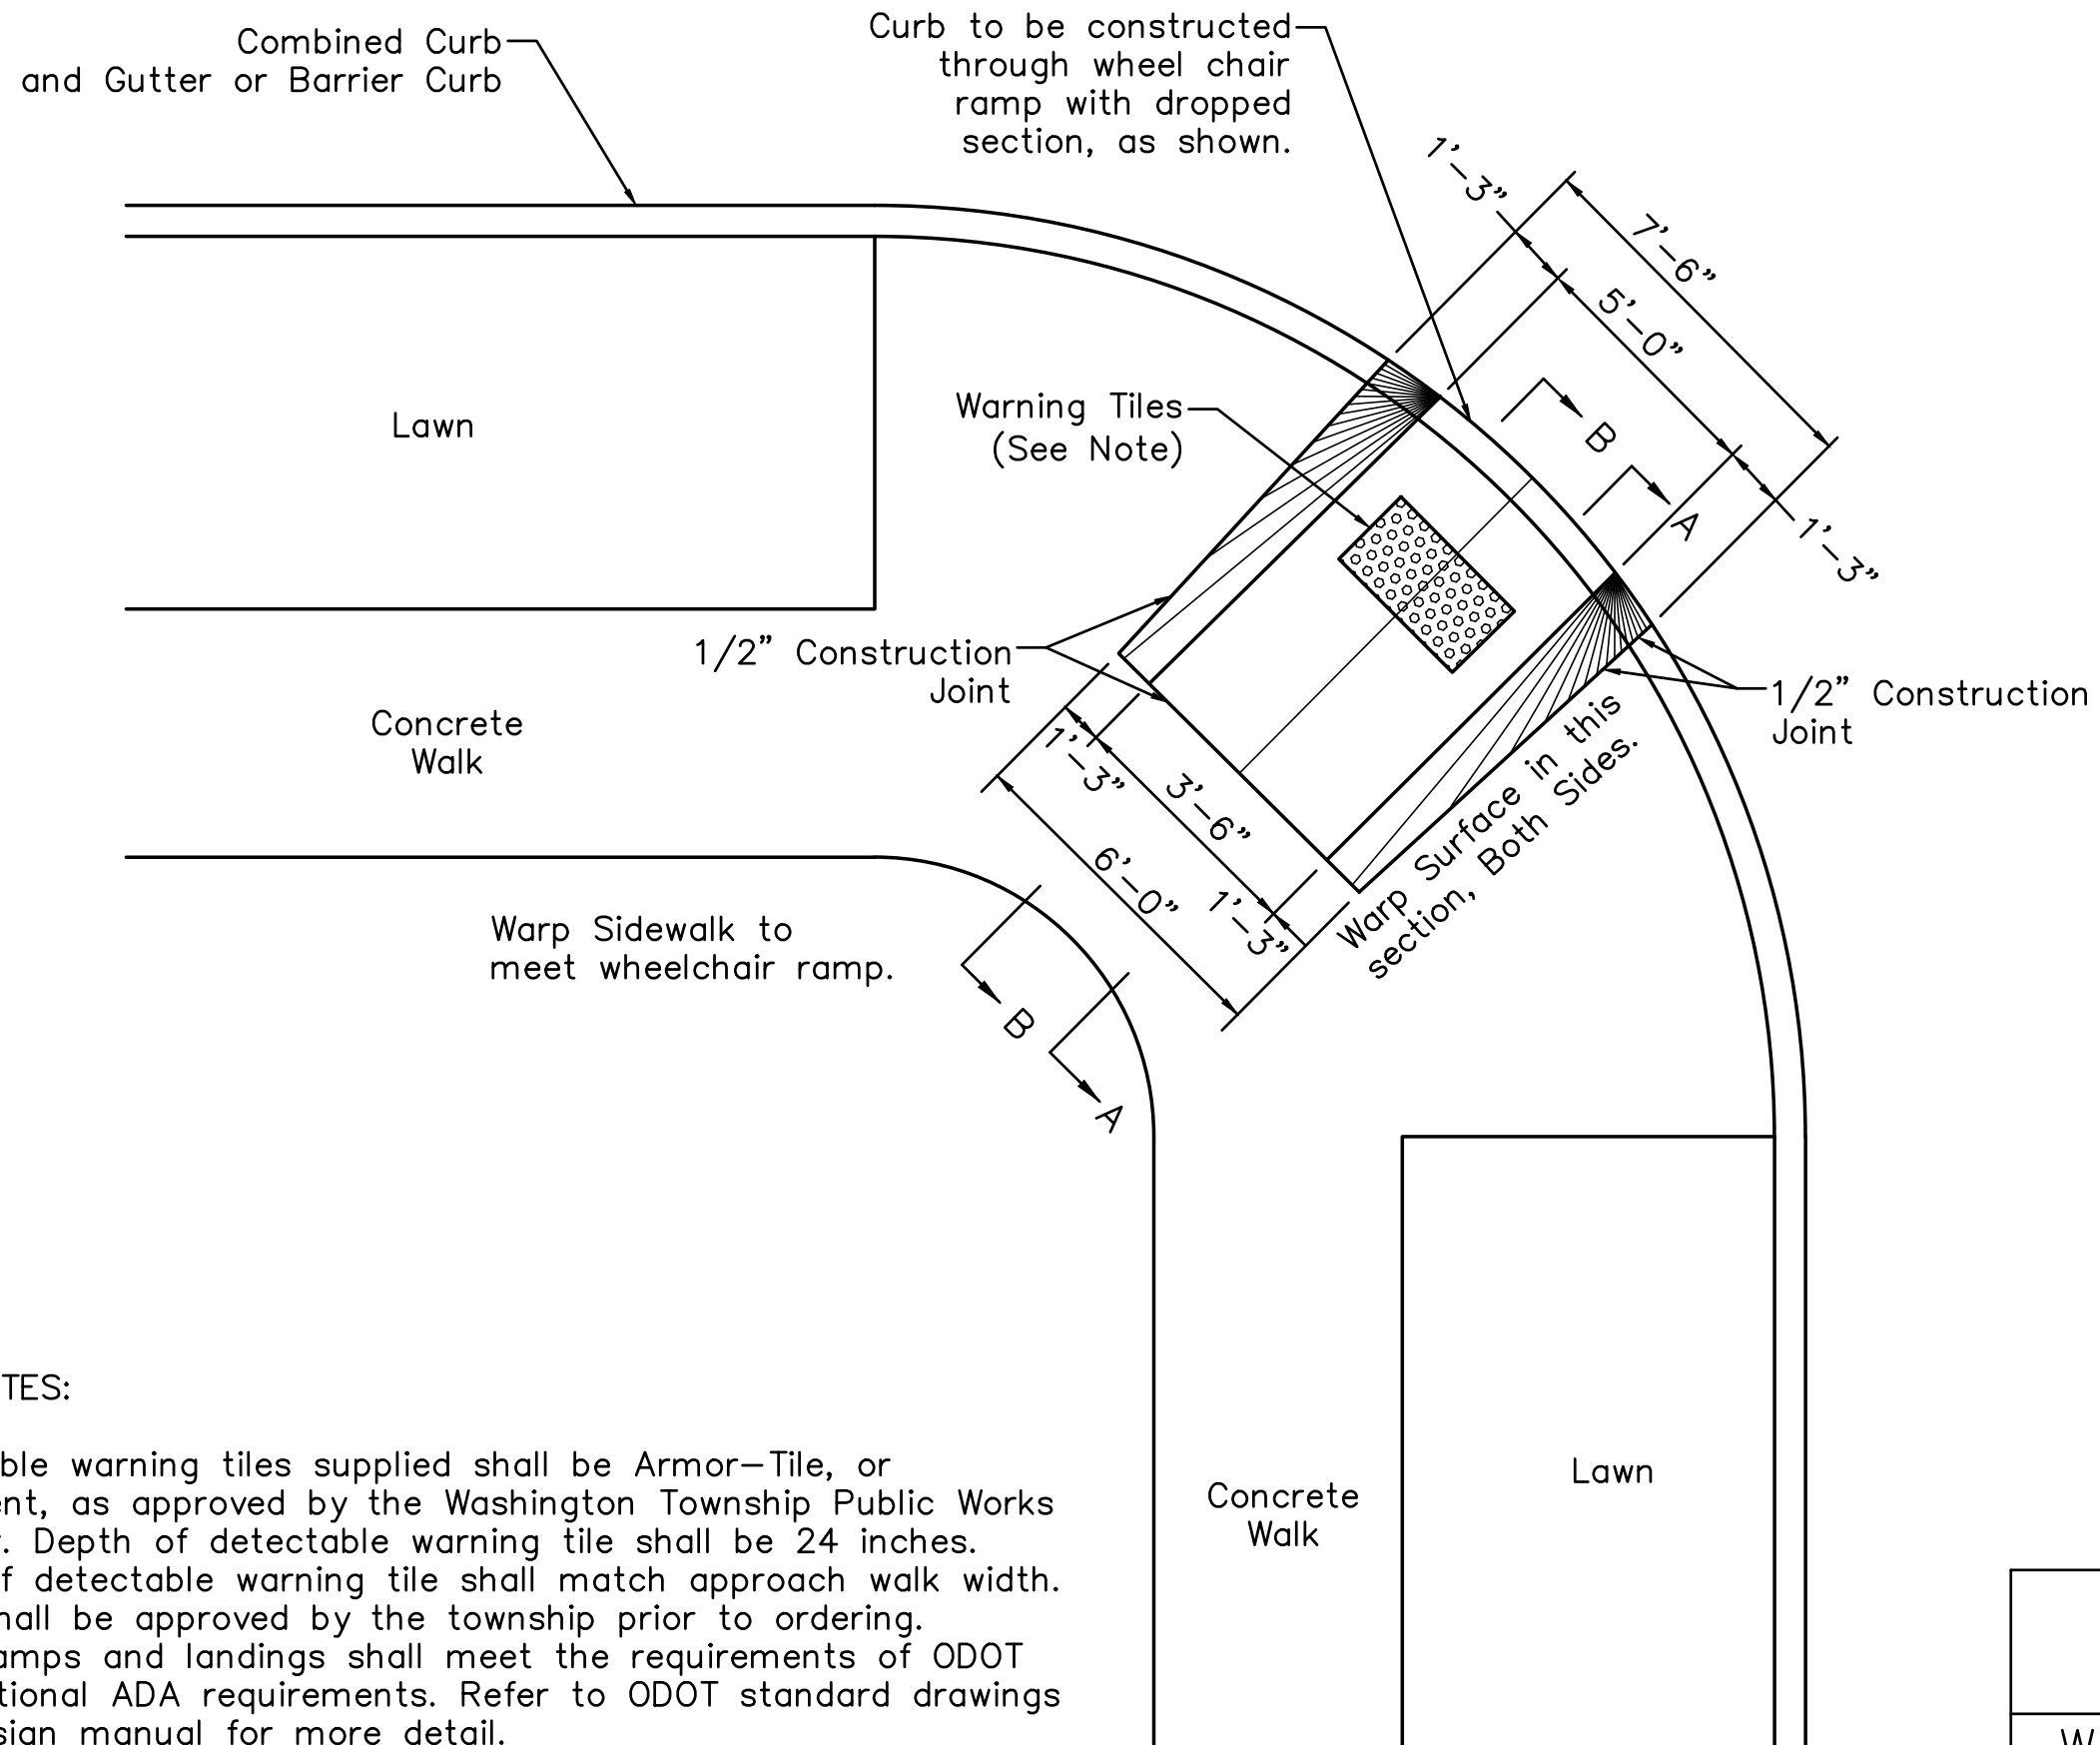 Combined Curb
and Gutter or Barrier Curb
Curb to be constructed
through wheel chair
ramp with dropped
section, as shown.
1'-3"
7'-6"
5'-0"
1'-3"
B
A
Warning Tiles
(See Note)
Lawn
1/2" Construction
Joint
1/2" Construction
Joint
Concrete
Walk
1'-3"
3'-6"
1'-3"
6'-0"
Warp Surface in this
section, Both Sides.
Warp Sidewalk to
meet wheelchair ramp.
B
A
TES:
ble warning tiles supplied shall be Armor-Tile, or
ent, as approved by the Washington Township Public Works
. Depth of detectable warning tile shall be 24 inches.
f detectable warning tile shall match approach walk width.
hall be approved by the township prior to ordering.
amps and landings shall meet the requirements of ODOT
tional ADA requirements. Refer to ODOT standard drawings
sign manual for more detail.
Concrete
Walk
Lawn
W